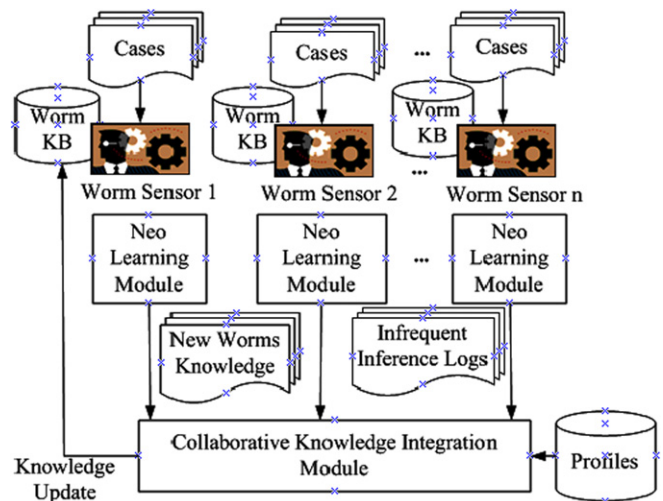 Cases
Cases
...
Cases
Worm
KB
Worm
KB
Worm
KB
...
Worm Sensor 1
Worm Sensor 2
Worm Sensor n
Neo
Learning
Module
Neo
Learning
Module
...
Neo
Learning
Module
New Worms
Knowledge
Infrequent
Inference Logs
Collaborative Knowledge Integration
Module
Profiles
Knowledge
Update